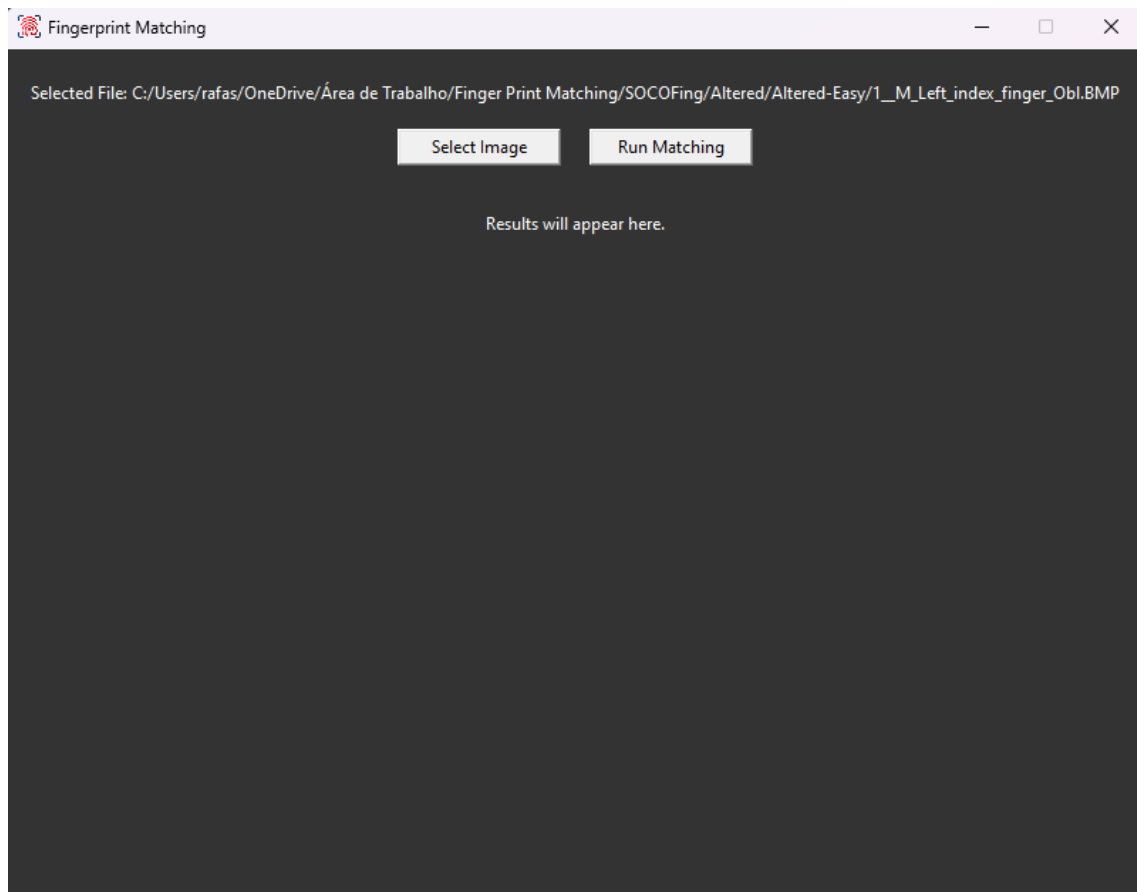 Fingerprint Matching
Selected File: C:/Users/rafas/OneDrive/Área de Trabalho/Finger Print Matching/SOCOFing/Altered/Altered-Easy/1__M_Left_index_finger_Obl.BMP
Select Image Run Matching
Results will appear here.